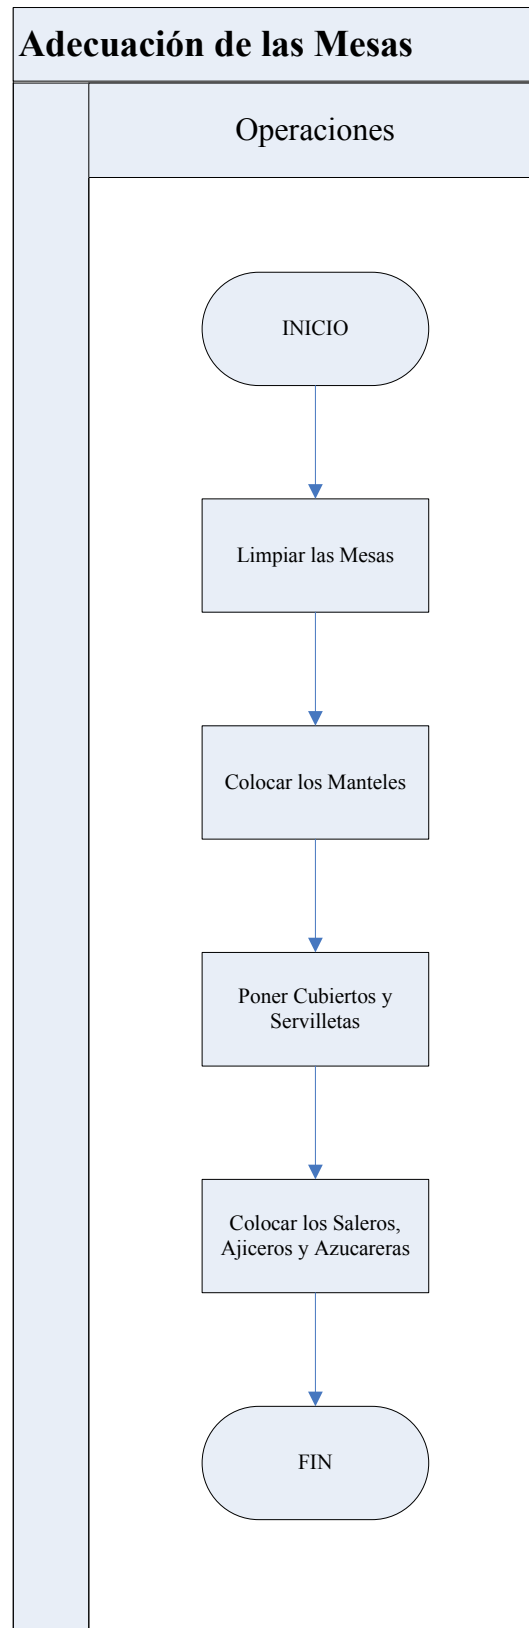 Adecuación de las Mesas
Operaciones
INICIO
Limpiar las Mesas
Colocar los Manteles
Poner Cubiertos y
Servilletas
Colocar los Saleros,
Ajiceros y Azucareras
FIN